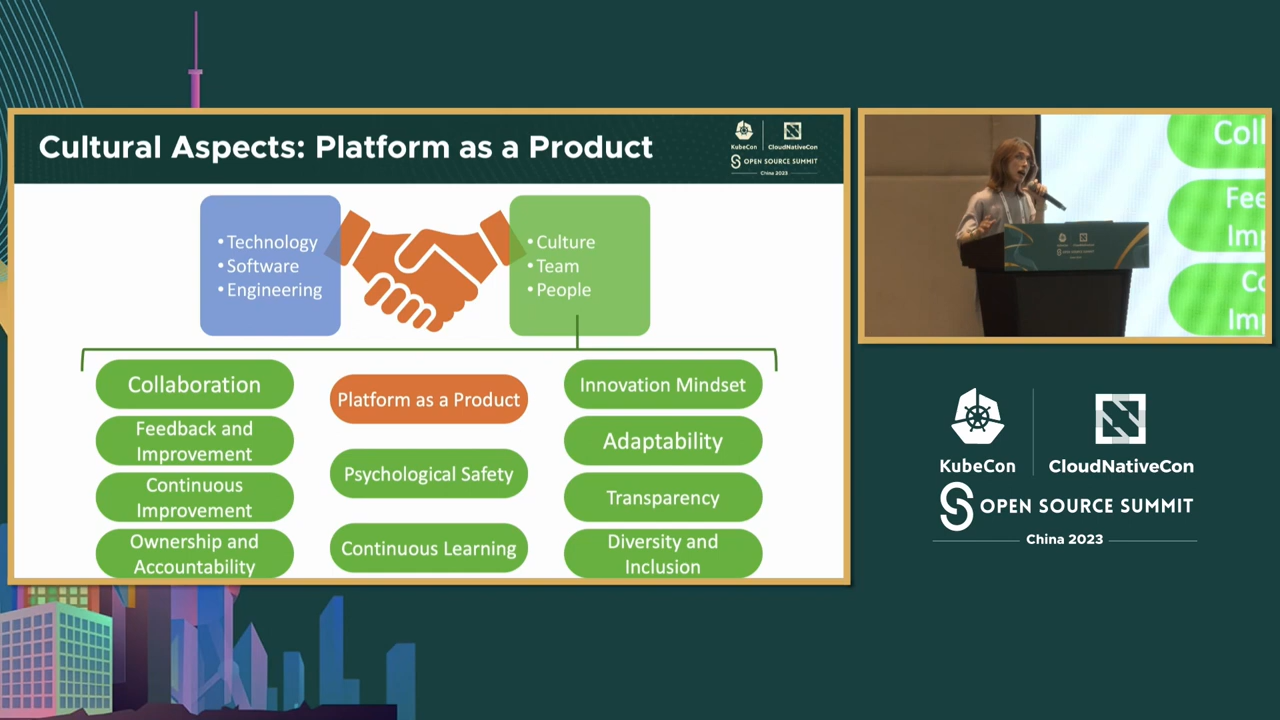 Cultural Aspects: Platform as a Product
KubeCon
CloudNativeCon
OPEN SOURCE SUMMIT
China 2023
• Technology
• Software
• Engineering
• Culture
• Team
• People
Collaboration
Feedback and
Improvement
Continuous
Improvement
Ownership and
Accountability
Platform as a Product
Psychological Safety
Continuous Learning
Innovation Mindset
Adaptability
Transparency
Diversity and
Inclusion
Coll
Fee
Imp
Co
Imp
KubeCon
CloudNativeCon
OPEN SOURCE SUMMIT
China 2023